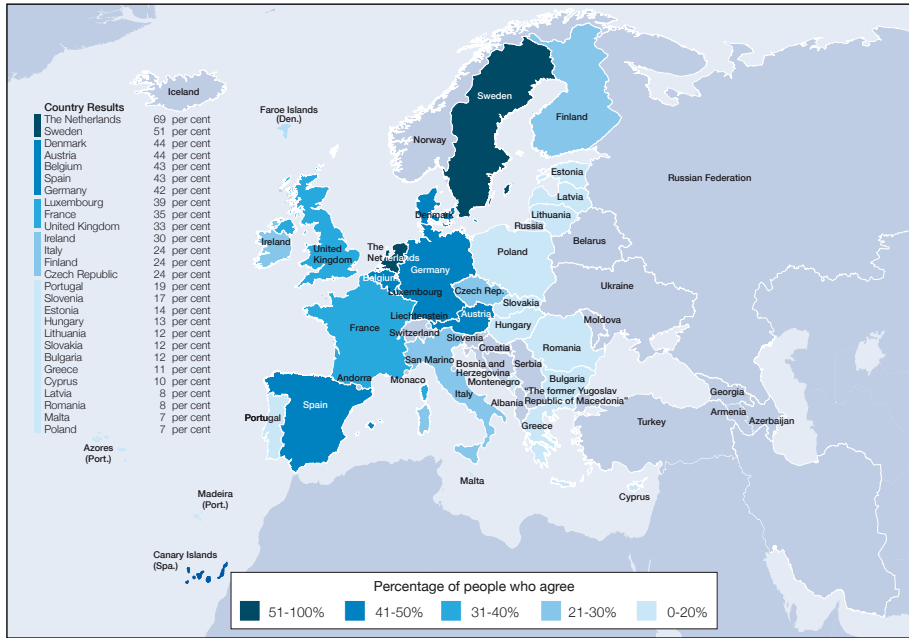 Iceland
Country Results
The Netherlands 69 per cent
Sweden 51 per cent
Denmark 44 per cent
Austria 44 per cent
Belgium 43 per cent
Spain 43 per cent
Germany 42 per cent
Luxembourg 39 per cent
France 35 per cent
United Kingdom 33 per cent
Ireland 30 per cent
Italy 24 per cent
Finland 24 per cent
Czech Republic 24 per cent
Portugal 19 per cent
Slovenia 17 per cent
Estonia 14 per cent
Hungary 13 per cent
Lithuania 12 per cent
Slovakia 12 per cent
Bulgaria 12 per cent
Greece 11 per cent
Cyprus 10 per cent
Latvia 8 per cent
Romania 8 per cent
Malta 7 per cent
Poland 7 per cent
Faroe Islands
(Den.)
Sweden
Finland
Norway
Russian Federation
Estonia
Latvia
Lithuania
Russia
Denmark
Belarus
Ireland
United
Kingdom
The
Netherlands
Poland
Germany
Belgium
Ukraine
Luxembourg
Czech Rep.
Slovakia
Liechtenstein
Austria
Moldova
France
Switzerland
Hungary
Slovenia
Croatia
Romania
San Marino
Bosnia and
Herzegovina
Serbia
Andorra
Monaco
Montenegro
Bulgaria
Italy
Albania
"The former Yugoslav
Republic of Macedonia"
Georgia
Armenia
Azerbaijan
Spain
Portugal
Greece
Turkey
Azores
(Port.)
Malta
Cyprus
Madeira
(Port.)
Canary Islands
(Spa.)
Percentage of people who agree
51-100% 41-50% 31-40% 21-30% 0-20%